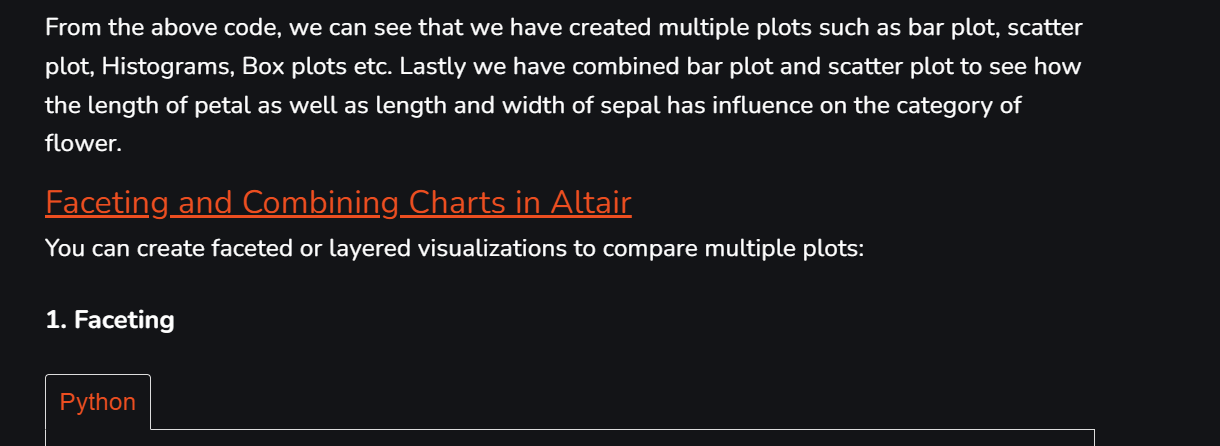 From the above code, we can see that we have created multiple plots such as bar plot, scatter
plot, Histograms, Box plots etc. Lastly we have combined bar plot and scatter plot to see how
the length of petal as well as length and width of sepal has influence on the category of
flower.
Faceting and Combining Charts in Altair
You can create faceted or layered visualizations to compare multiple plots:
1. Faceting
Python